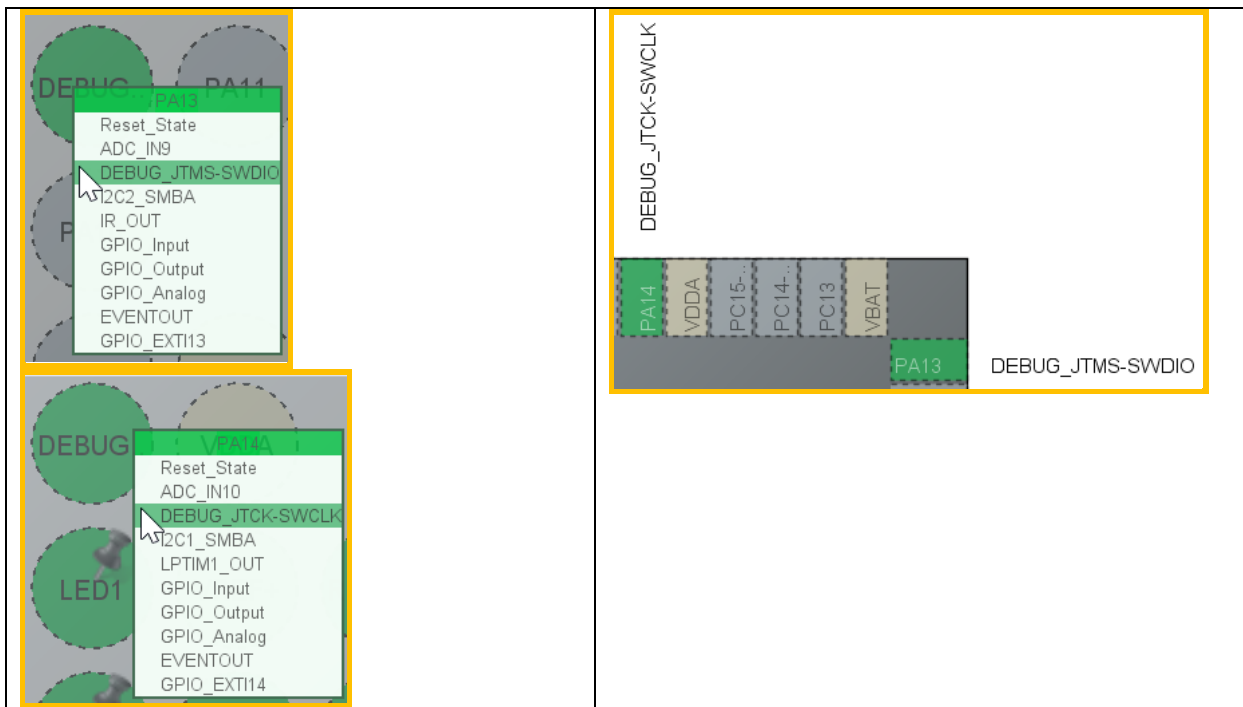 DEBUG...
PA11
PA13
Reset_State
ADC_IN9
DEBUG_JTMS-SWDIO
I2C2_SMBA
IR_OUT
GPIO_Input
GPIO_Output
GPIO_Analog
EVENTOUT
GPIO_EXTI13
P
DEBUG
PA14
Reset_State
ADC_IN10
DEBUG_JTCK-SWCLK
I2C1_SMBA
LPTIM1_OUT
GPIO_Input
GPIO_Output
GPIO_Analog
EVENTOUT
GPIO_EXTI14
LED1
DEBUG_JTCK-SWCLK
PA14
VDDA
PC15-..
PC14-..
PC13
VBAT
PA13
DEBUG_JTMS-SWDIO